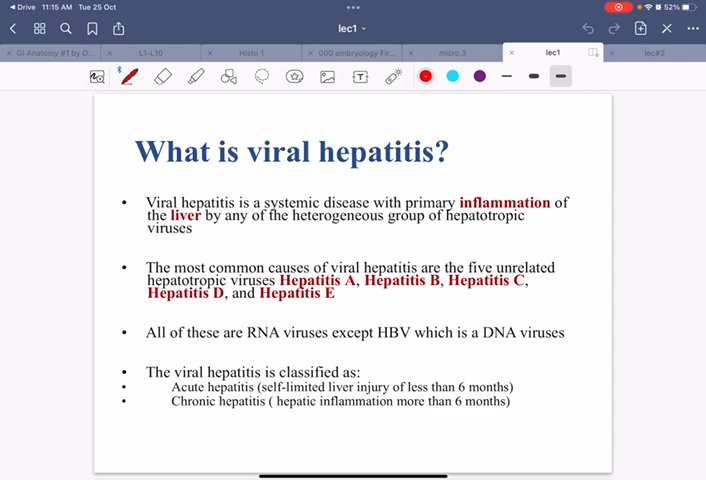 Drive 11:15 AM Tue 25 Oct 52%
lec1
GI Anatomy #1 by O... L1-L10 Histo 1 000 embryology Fir... micro.3 lec1 lec#2
What is viral hepatitis?
• Viral hepatitis is a systemic disease with primary inflammation of
the liver by any of the heterogeneous group of hepatotropic
viruses
• The most common causes of viral hepatitis are the five unrelated
hepatotropic viruses Hepatitis A, Hepatitis B, Hepatitis C,
Hepatitis D, and Hepatitis E
• All of these are RNA viruses except HBV which is a DNA viruses
• The viral hepatitis is classified as:
• Acute hepatitis (self-limited liver injury of less than 6 months)
• Chronic hepatitis ( hepatic inflammation more than 6 months)